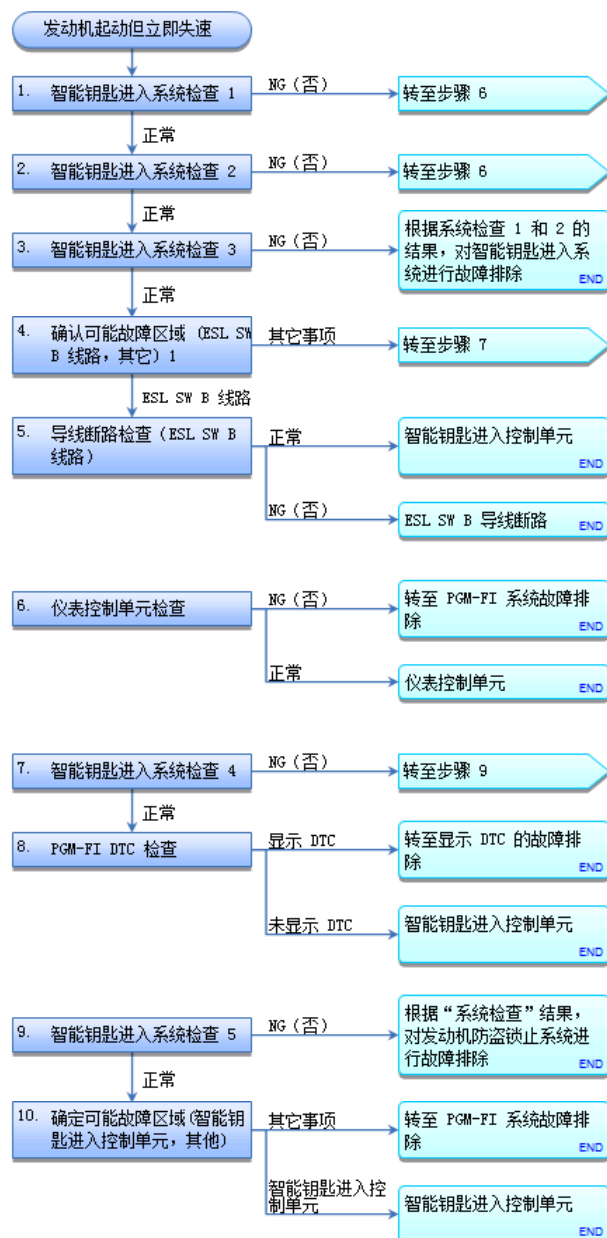 发动机起动但立即失速
1. 智能钥匙进入系统检查 1
NG（否）
转至步骤 6
正常
2. 智能钥匙进入系统检查 2
NG（否）
转至步骤 6
正常
3. 智能钥匙进入系统检查 3
NG（否）
根据系统检查 1 和 2 的
结果，对智能钥匙进入系
统进行故障排除
END
正常
4. 确认可能故障区域（ESL SW
B 线路，其它）1
其它事项
转至步骤 7
ESL SW B 线路
5. 导线断路检查（ESL SW B
线路）
正常
智能钥匙进入控制单元
END
NG（否）
ESL SW B 导线断路
END
6. 仪表控制单元检查
NG（否）
转至 PGM-FI 系统故障排
除
END
正常
仪表控制单元
END
7. 智能钥匙进入系统检查 4
NG（否）
转至步骤 9
正常
8. PGM-FI DTC 检查
显示 DTC
转至显示 DTC 的故障排
除
END
未显示 DTC
智能钥匙进入控制单元
END
9. 智能钥匙进入系统检查 5
NG（否）
根据“系统检查”结果，
对发动机防盗锁止系统进
行故障排除
END
正常
10. 确定可能故障区域(智能钥
匙进入控制单元，其他)
其它事项
转至 PGM-FI 系统故障排
除
END
智能钥匙进入控
制单元
智能钥匙进入控制单元
END